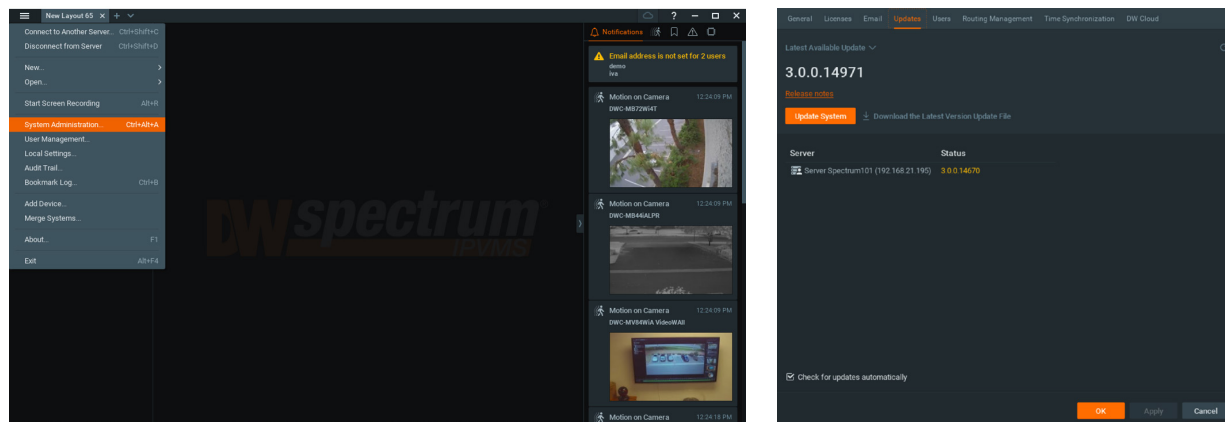 New Layout 65
Connect to Another Server... Ctrl+Shift+C
Disconnect from Server Ctrl+Shift+D
New...
Open...
Start Screen Recording Alt+R
System Administration... Ctrl+Alt+A
User Management...
Local Settings...
Audit Trail...
Bookmark Log... Ctrl+B
Add Device...
Merge Systems...
About... F1
Exit Alt+F4
DW spectrum
IPVMS
Notifications
Email address is not set for 2 users
demo
iva
Motion on Camera 12:24:09 PM
DWC-MB72Wi4T
Motion on Camera 12:24:09 PM
DWC-MB44iALPR
Motion on Camera 12:24:09 PM
DWC-MVI94WiA VideoWAll
Motion on Camera 12:24:18 PM
General Licenses Email Updates Users Routing Management Time Synchronization DW Cloud
Latest Available Update
3.0.0.14971
Release notes
Update System Download the Latest Version Update File
Server Status
Server Spectrum101 (192.168.21.195) 3.0.0.14670
Check for updates automatically
OK Apply Cancel